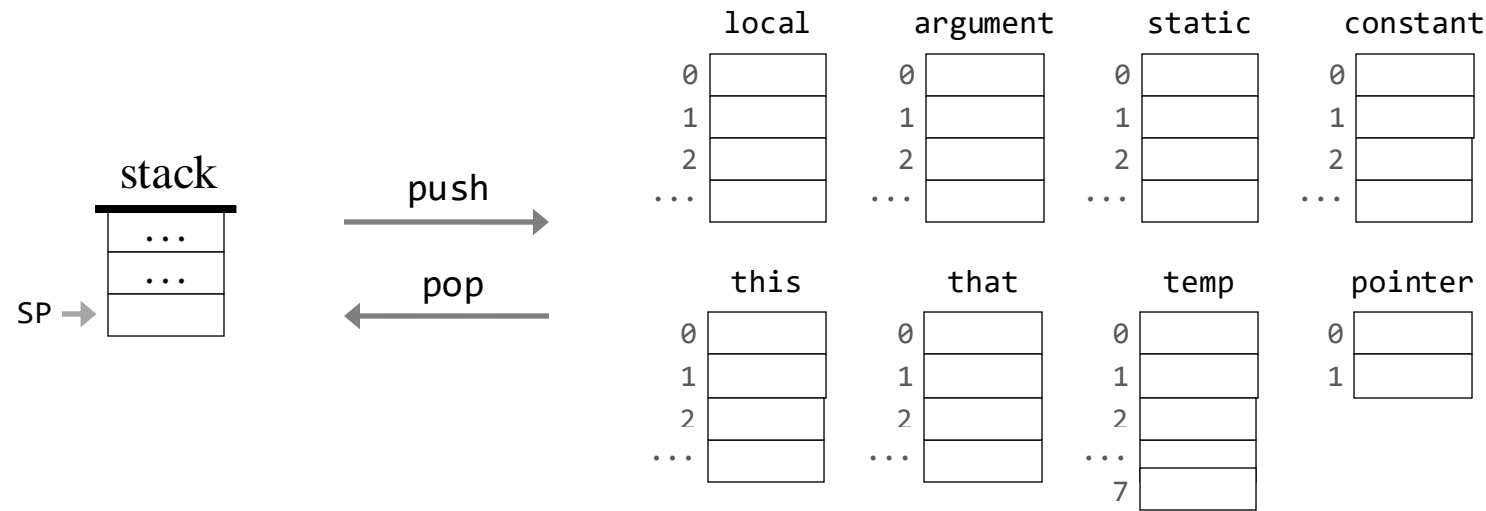 local argument static constant
0 0 0 0
1 1 1 1
2 2 2 2
... ... ... ...
stack
...
...
SP
push
pop
this that temp pointer
0 0 0 0
1 1 1 1
2 2 2
... ... ...
7